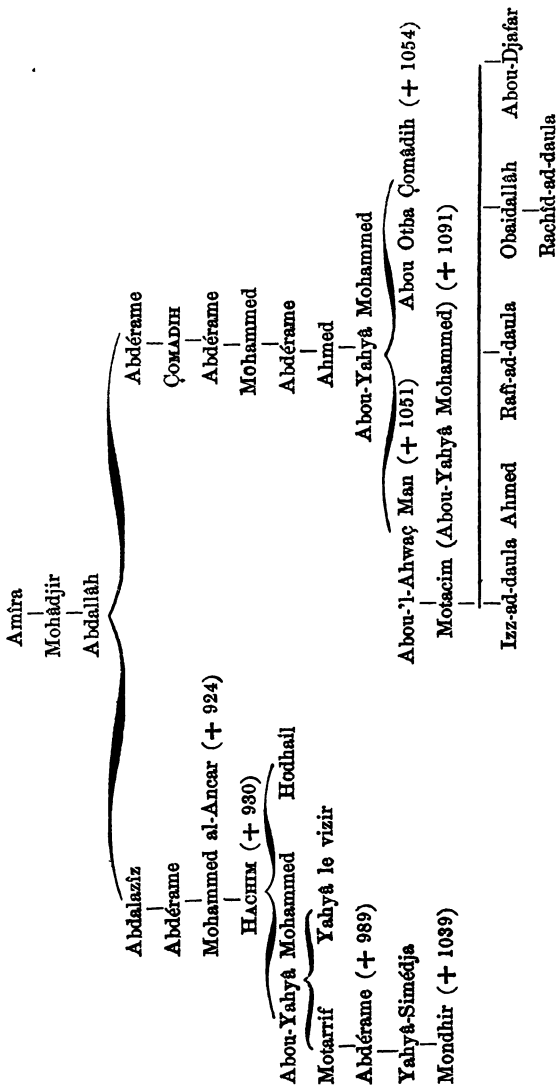 Amîra
Mohâdjir
Abdallâh
Abdalazîz Abdérame
Abdérame ÇOMADIH
Mohammed al-Ancar (+ 924) Abdérame
HACHIM (+ 930) Mohammed
Abou-Yahyâ Mohammed Hodhail Abdérame
Motarrif Yahyâ le vizir Ahmed
Abdérame (+ 989) Abou-Yahyâ Mohammed
Yahyâ-Simédja Abou-'l-Ahwaç Man (+ 1051) Abou Otba Çomâdih (+ 1054)
Mondhir (+ 1039) Motacim (Abou-Yahyâ Mohammed) (+ 1091)
Izz-ad-daula Ahmed Rafî-ad-daula Obaidallâh Abou-Djafar
Rachîd-ad-daula